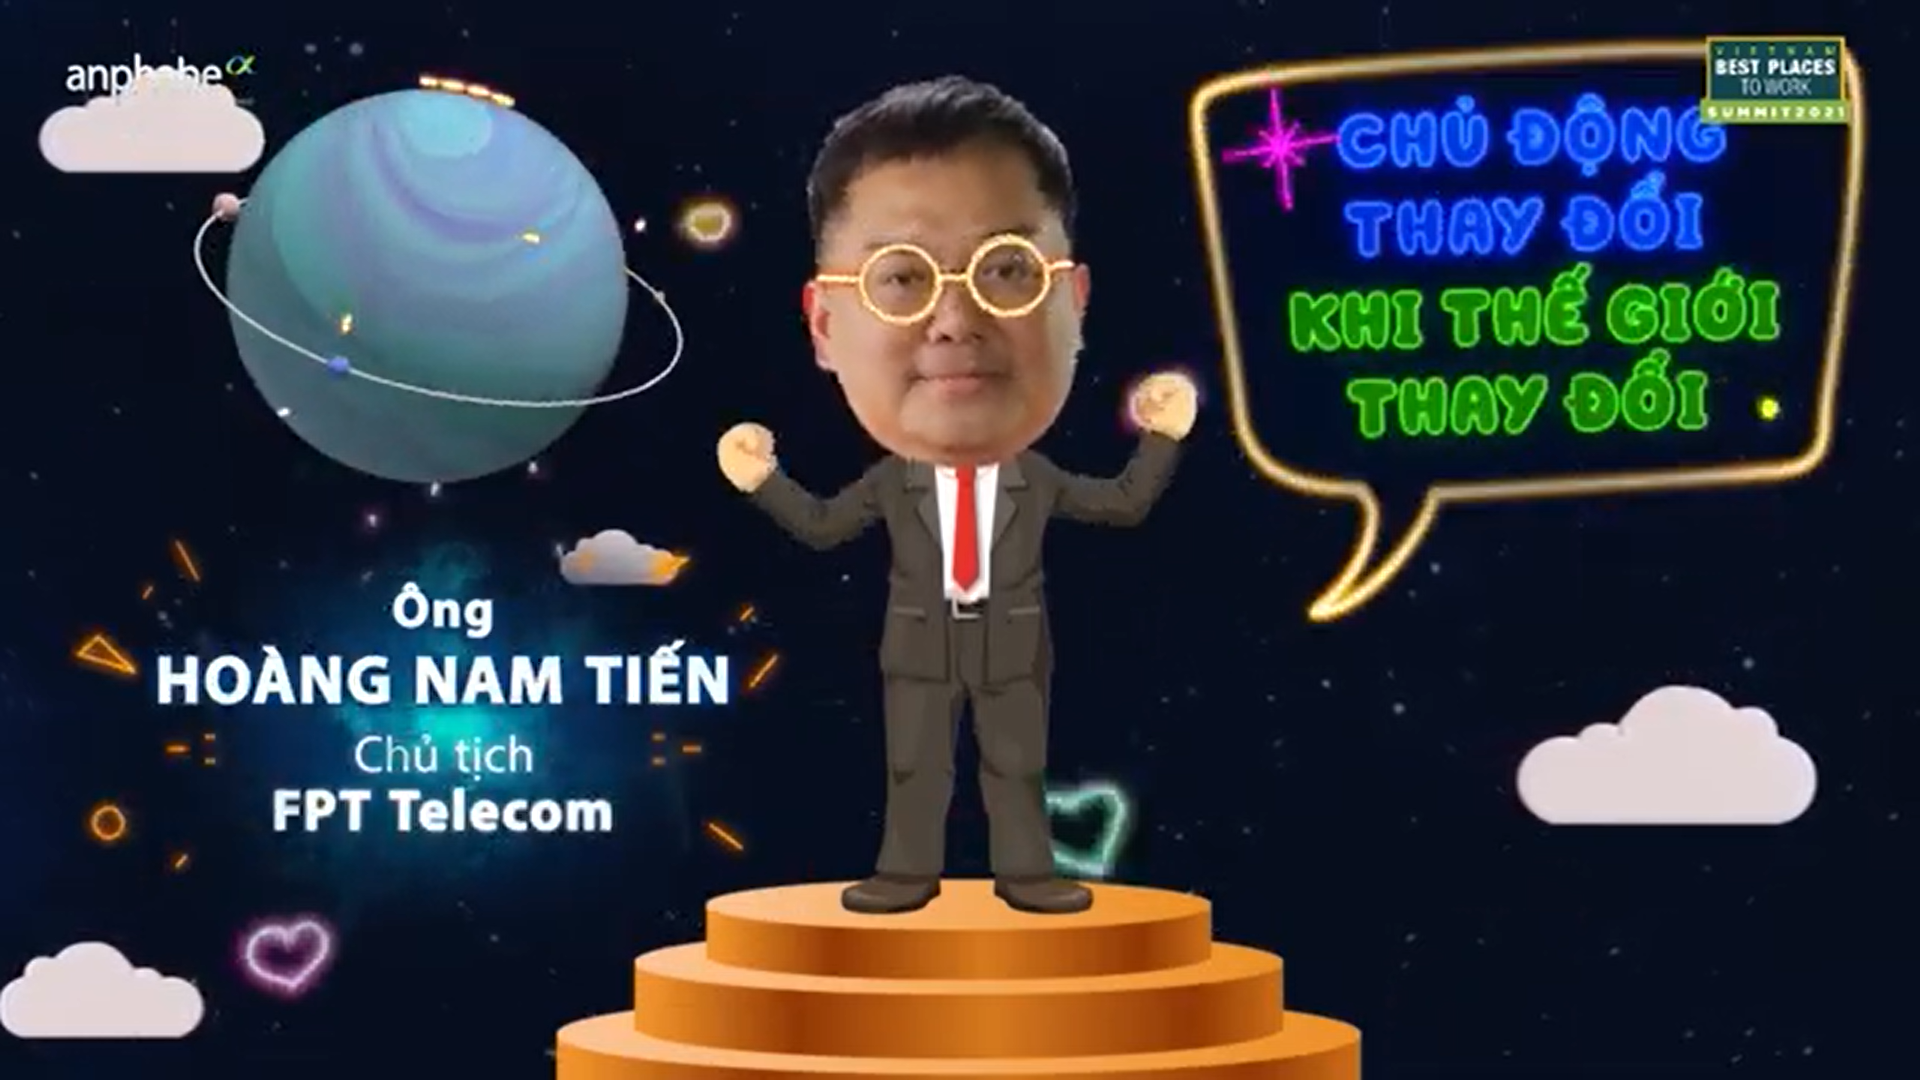 anphabe
VIETNAM
BEST PLACES
TO WORK
SUMMIT 2021
CHỦ ĐỘNG
THAY ĐỔI
KHI THẾ GIỚI
THAY ĐỔI
Ông
HOÀNG NAM TIẾN
Chủ tịch
FPT Telecom